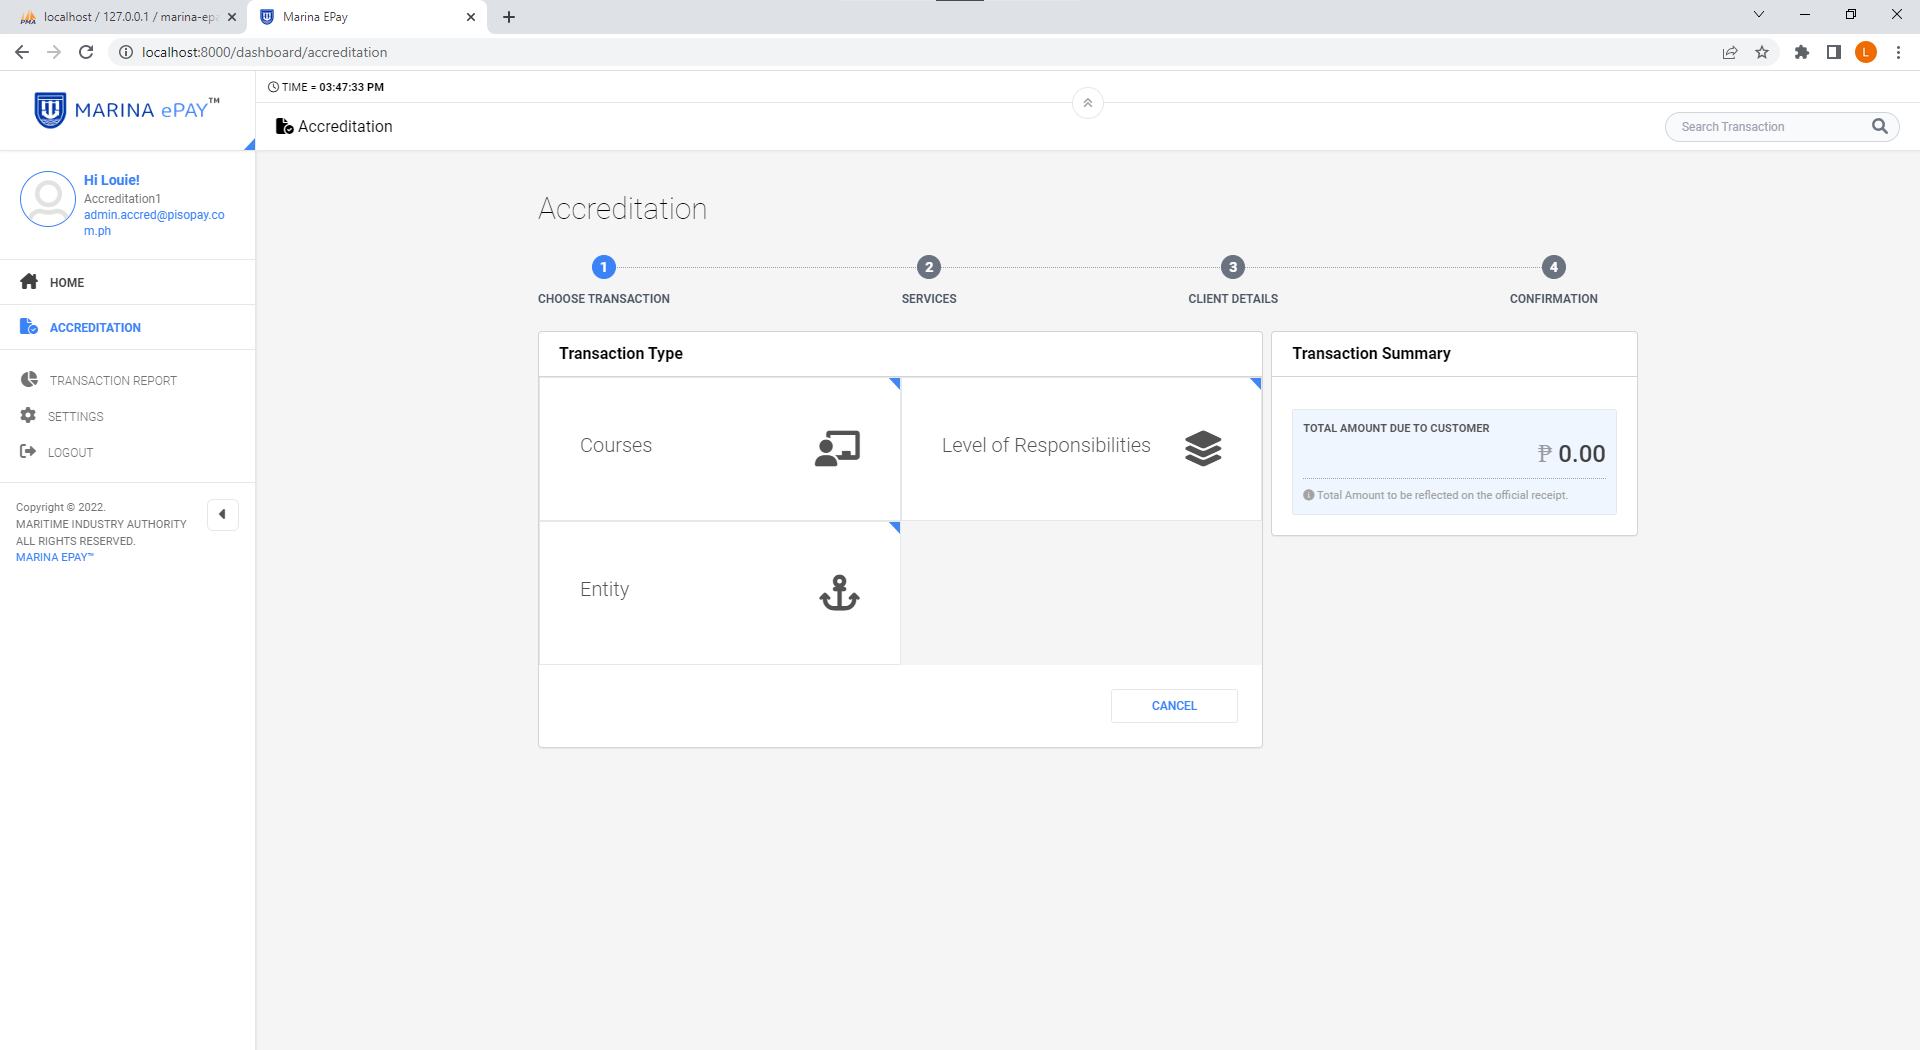 localhost / 127.0.0.1 / marina-ep
Marina EPay
localhost:8000/dashboard/accreditation
L
MARINA ePAY™
TIME = 03:47:33 PM
Accreditation
Search Transaction
Hi Louie!
Accreditation1
admin.accred@pisopay.co
m.ph
HOME
ACCREDITATION
TRANSACTION REPORT
SETTINGS
LOGOUT
Copyright © 2022.
MARITIME INDUSTRY AUTHORITY
ALL RIGHTS RESERVED.
MARINA EPAY™
Accreditation
1 2 3 4
CHOOSE TRANSACTION SERVICES CLIENT DETAILS CONFIRMATION
Transaction Type
Courses
Level of Responsibilities
Entity
CANCEL
Transaction Summary
TOTAL AMOUNT DUE TO CUSTOMER
₱ 0.00
Total Amount to be reflected on the official receipt.